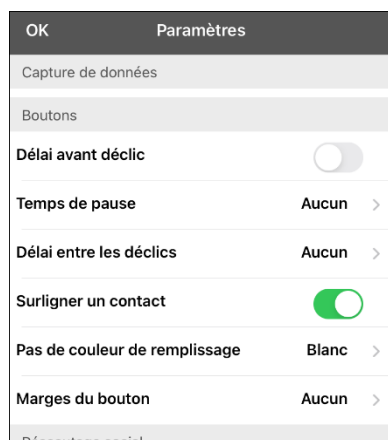 OK Paramètres
Capture de données
Boutons
Délai avant déclic
Temps de pause Aucun
Délai entre les déclics Aucun
Surligner un contact
Pas de couleur de remplissage Blanc
Marges du bouton Aucun